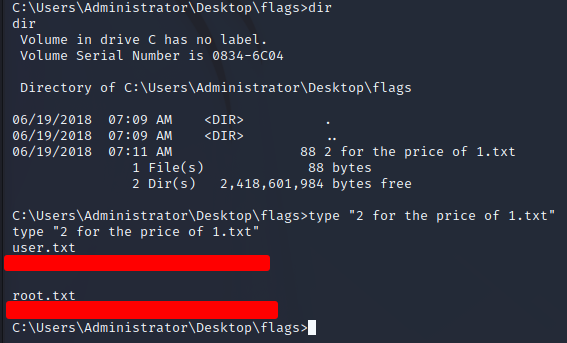 C:\Users\Administrator\Desktop\flags>dir
dir
 Volume in drive C has no label.
 Volume Serial Number is 0834-6C04

 Directory of C:\Users\Administrator\Desktop\flags

06/19/2018  07:09 AM    <DIR>          .
06/19/2018  07:09 AM    <DIR>          ..
06/19/2018  07:11 AM                88 2 for the price of 1.txt
               1 File(s)             88 bytes
               2 Dir(s)   2,418,601,984 bytes free

C:\Users\Administrator\Desktop\flags>type "2 for the price of 1.txt"
type "2 for the price of 1.txt"
user.txt

root.txt
C:\Users\Administrator\Desktop\flags>